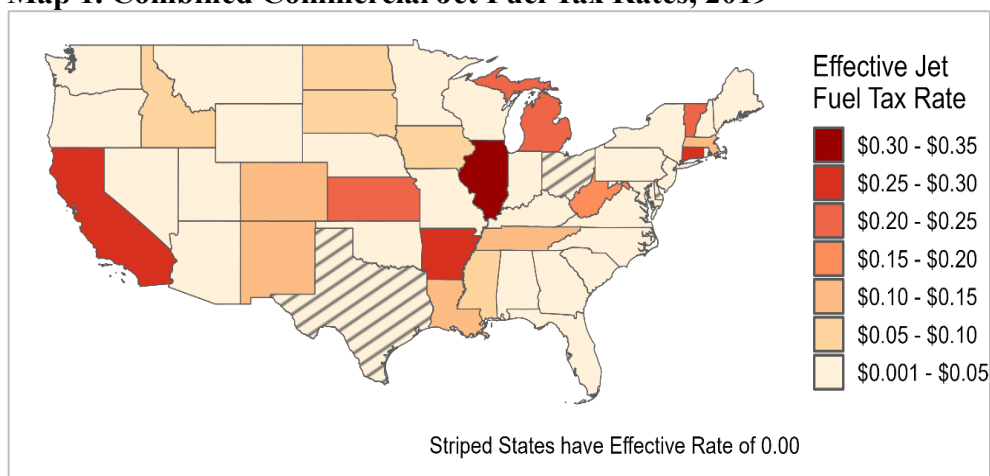 Map 1. Combined Commercial Jet Fuel Tax Rates, 2019
Effective Jet
Fuel Tax Rate
$0.30 - $0.35
$0.25 - $0.30
$0.20 - $0.25
$0.15 - $0.20
$0.10 - $0.15
$0.05 - $0.10
$0.001 - $0.05
Striped States have Effective Rate of 0.00